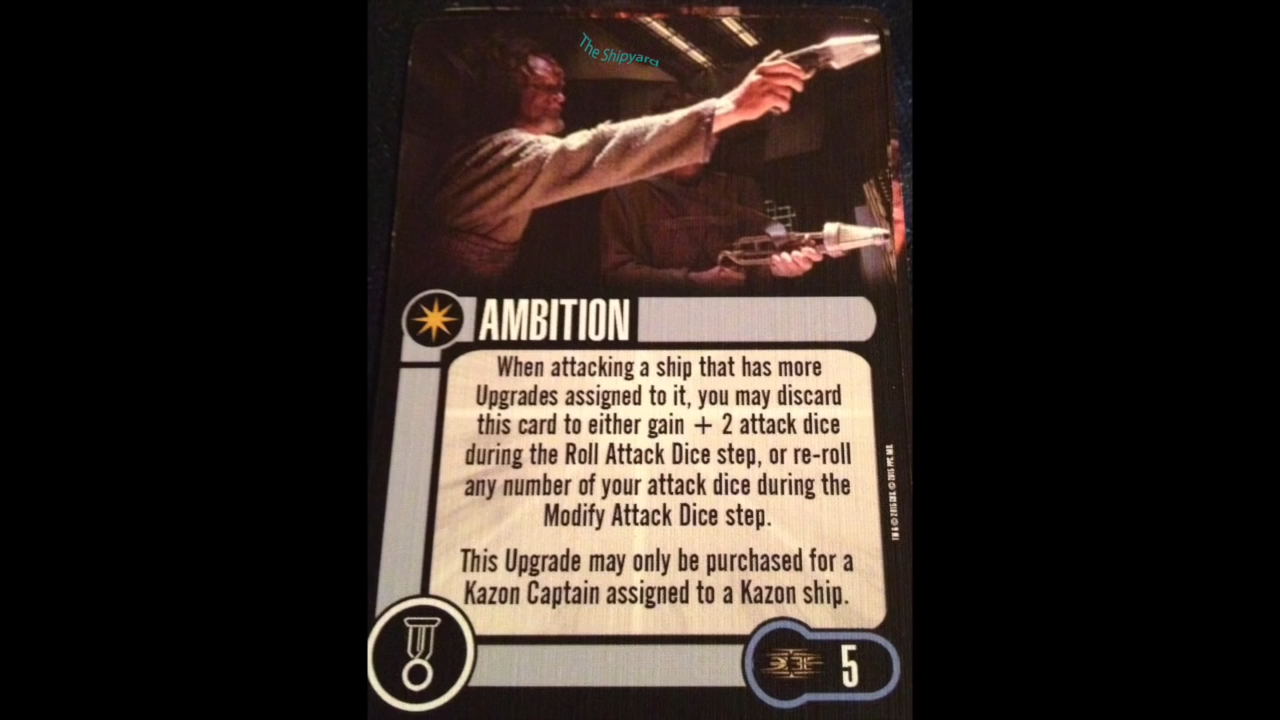 The Shipyard
AMBITION
When attacking a ship that has more
Upgrades assigned to it, you may discard
this card to either gain + 2 attack dice
during the Roll Attack Dice step, or re-roll
any number of your attack dice during the
Modify Attack Dice step.
This Upgrade may only be purchased for a
Kazon Captain assigned to a Kazon ship.
5